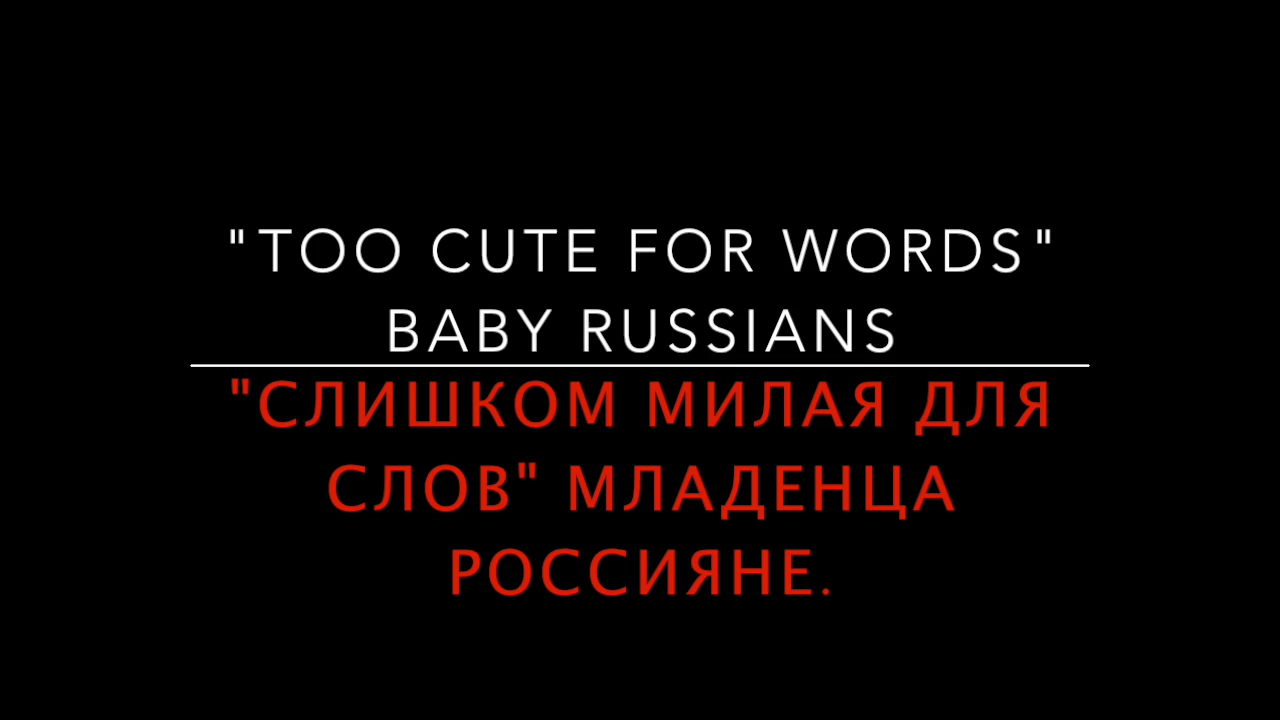 "TOO CUTE FOR WORDS"
BABY RUSSIANS
"СЛИШКОМ МИЛАЯ ДЛЯ
СЛОВ" МЛАДЕНЦА
РОССИЯНЕ.